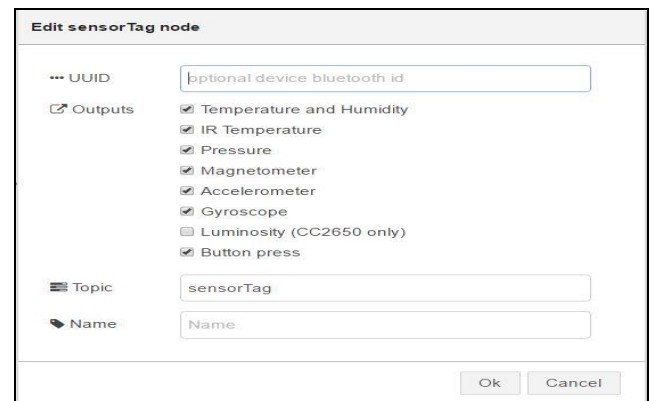 Edit sensorTag node
UUID optional device bluetooth id
Outputs Temperature and Humidity
IR Temperature
Pressure
Magnetometer
Accelerometer
Gyroscope
Luminosity (CC2650 only)
Button press
Topic sensorTag
Name Name
Ok Cancel